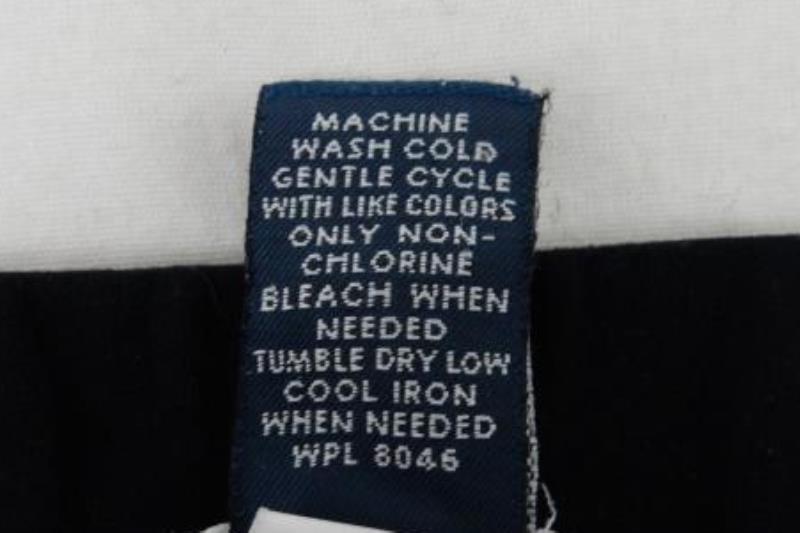 MACHINE
WASH COLD
GENTLE CYCLE
WITH LIKE COLORS
ONLY NON-
CHLORINE
BLEACH WHEN
NEEDED
TUMBLE DRY LOW
COOL IRON
WHEN NEEDED
WPL 8046